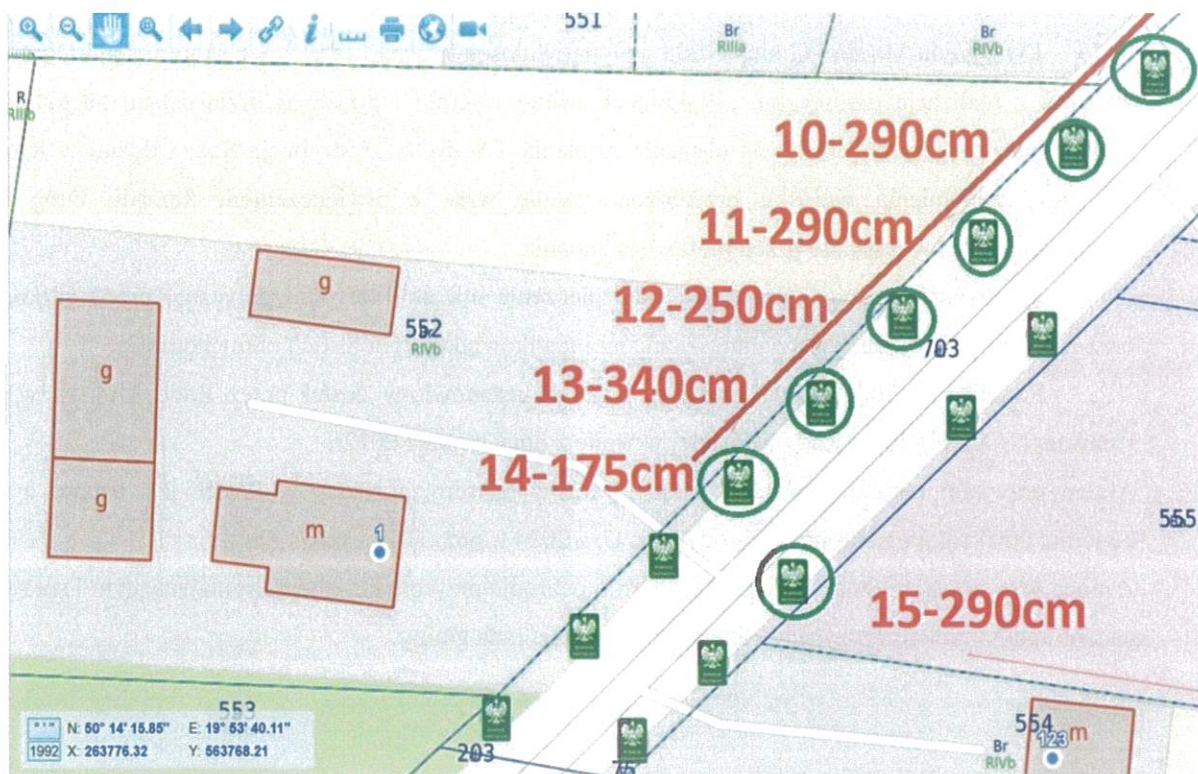 551
Br
RIIIa
Br
RIVb
R
RIIIb
10-290cm
11-290cm
12-250cm
13-340cm
14-175cm
15-290cm
g
g
g
m
1
552
RIVb
703
555
553
203
554
Br
RIVb
123
m
N: 50° 14' 15.85" E: 19° 53' 40.11"
1992 X: 263776.32 Y: 563768.21